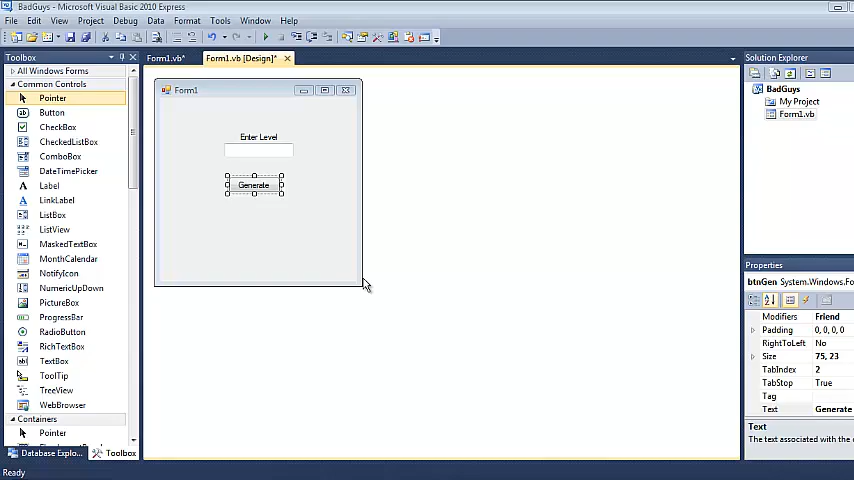 BadGuys - Microsoft Visual Basic 2010 Express
File Edit View Project Debug Data Format Tools Window Help
Toolbox
All Windows Forms
Common Controls
Pointer
Button
CheckBox
CheckedListBox
ComboBox
DateTimePicker
Label
LinkLabel
ListBox
ListView
MaskedTextBox
MonthCalendar
NotifyIcon
NumericUpDown
PictureBox
ProgressBar
RadioButton
RichTextBox
TextBox
ToolTip
TreeView
WebBrowser
Containers
Pointer
Database Explo... Toolbox
Ready
Form1.vb* Form1.vb [Design]*
Form1
Enter Level
Generate
Solution Explorer
BadGuys
My Project
Form1.vb
Properties
btnGen System.Windows.Fo
Modifiers Friend
Padding 0, 0, 0, 0
RightToLeft No
Size 75, 23
TabIndex 2
TabStop True
Tag
Text Generate
Text
The text associated with the